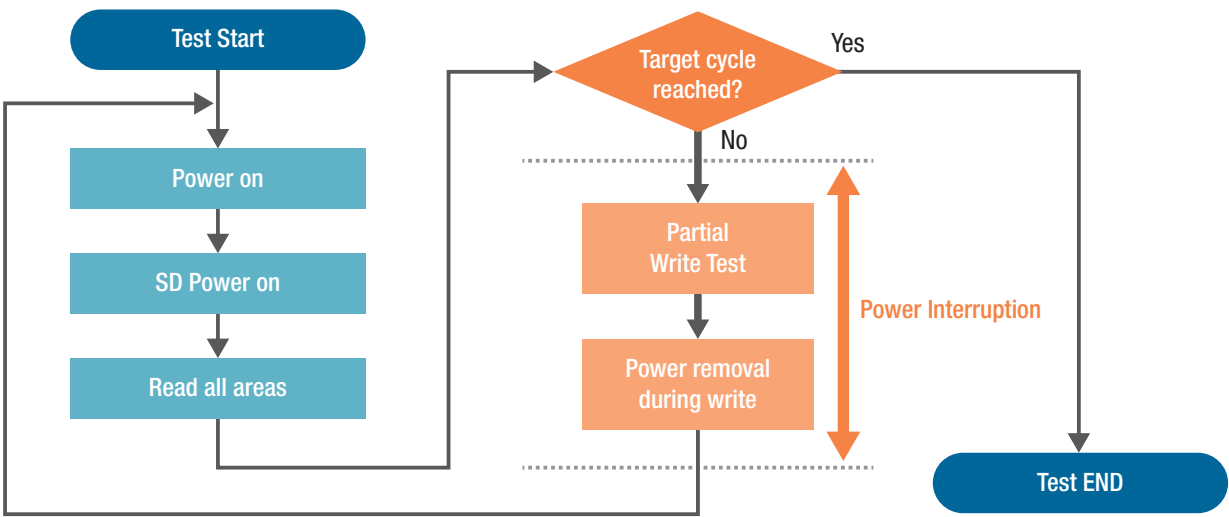 Test Start
Power on
SD Power on
Read all areas
Target cycle
reached?
Yes
No
Partial
Write Test
Power removal
during write
Power Interruption
Test END